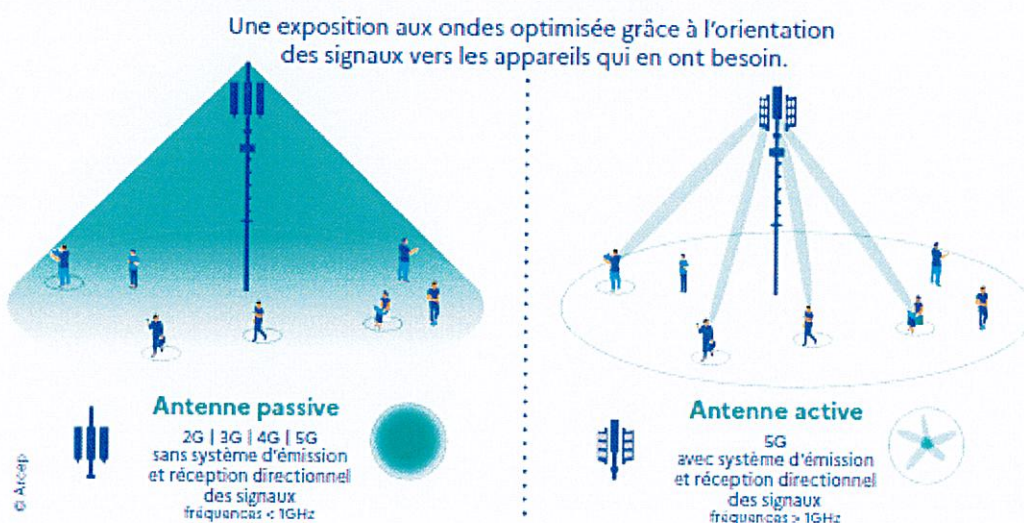 Une exposition aux ondes optimisée grâce à l'orientation
des signaux vers les appareils qui en ont besoin.
Antenne passive
2G | 3G | 4G | 5G
sans système d'émission
et réception directionnel
des signaux
fréquences < 1GHz
Antenne active
5G
avec système d'émission
et réception directionnel
des signaux
fréquences > 1GHz
© Arcep